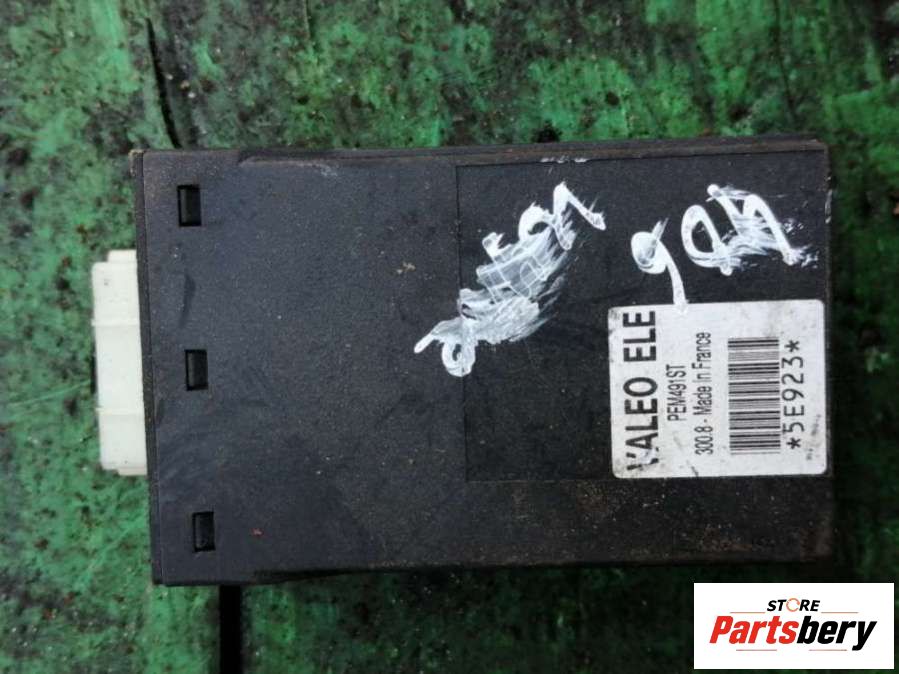 VALEO ELE
PEM491ST
300.8 - Made In France
*5E923*
STORE
Partsbery